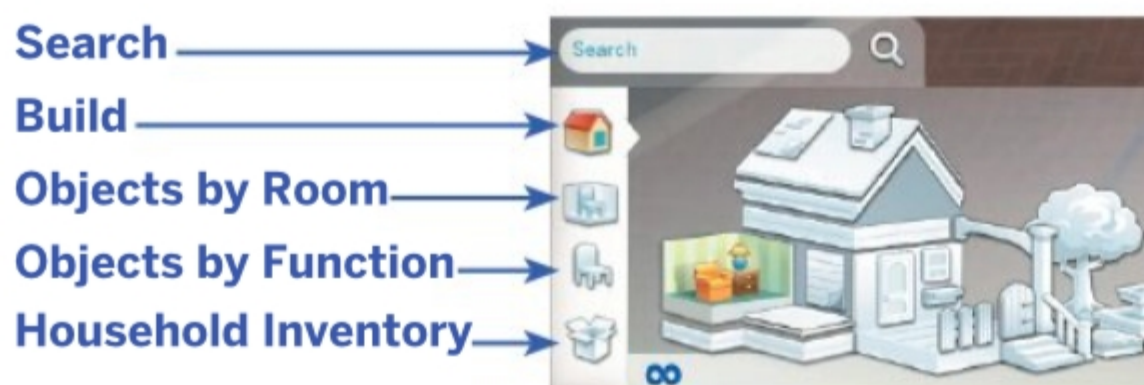 Search
Search
Build
Objects by Room
Objects by Function
Household Inventory